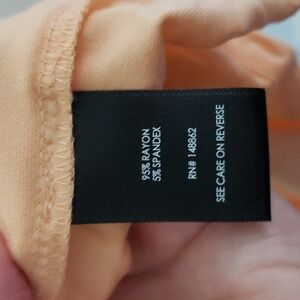 95% RAYON
5% SPANDEX
RN# 148862
SEE CARE ON REVERSE